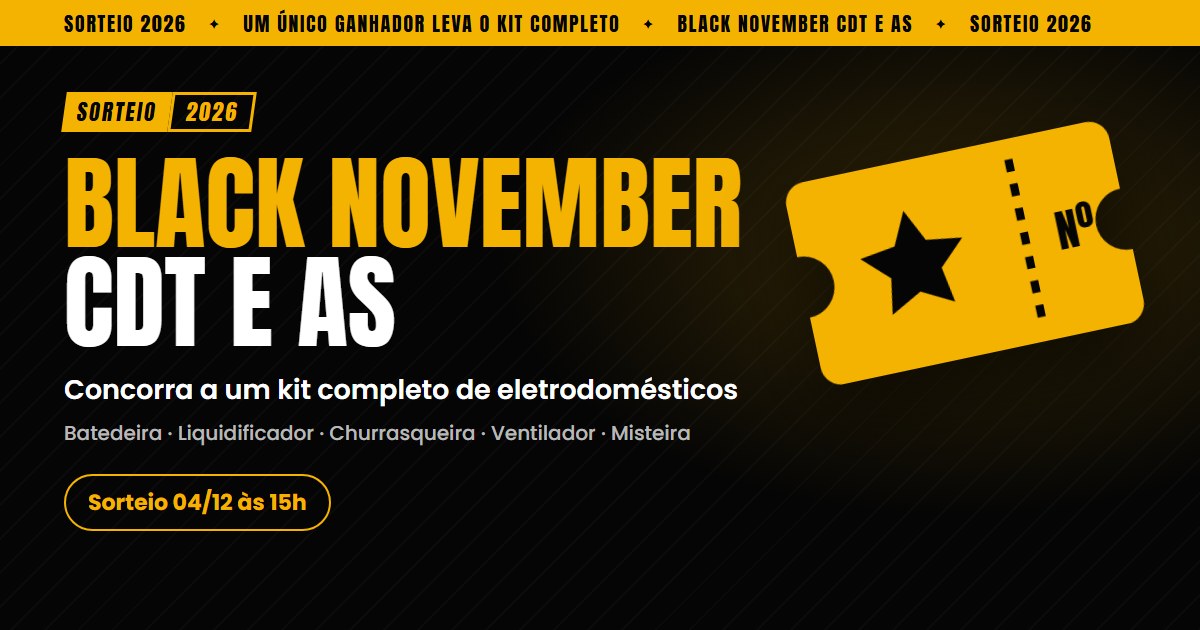 SORTEIO 2026 ✦ UM ÚNICO GANHADOR LEVA O KIT COMPLETO ✦ BLACK NOVEMBER CDT E AS ✦ SORTEIO 2026
SORTEIO 2026
BLACK NOVEMBER
CDT E AS
Nº
Concorra a um kit completo de eletrodomésticos
Batedeira · Liquidificador · Churrasqueira · Ventilador · Misteira
Sorteio 04/12 às 15h